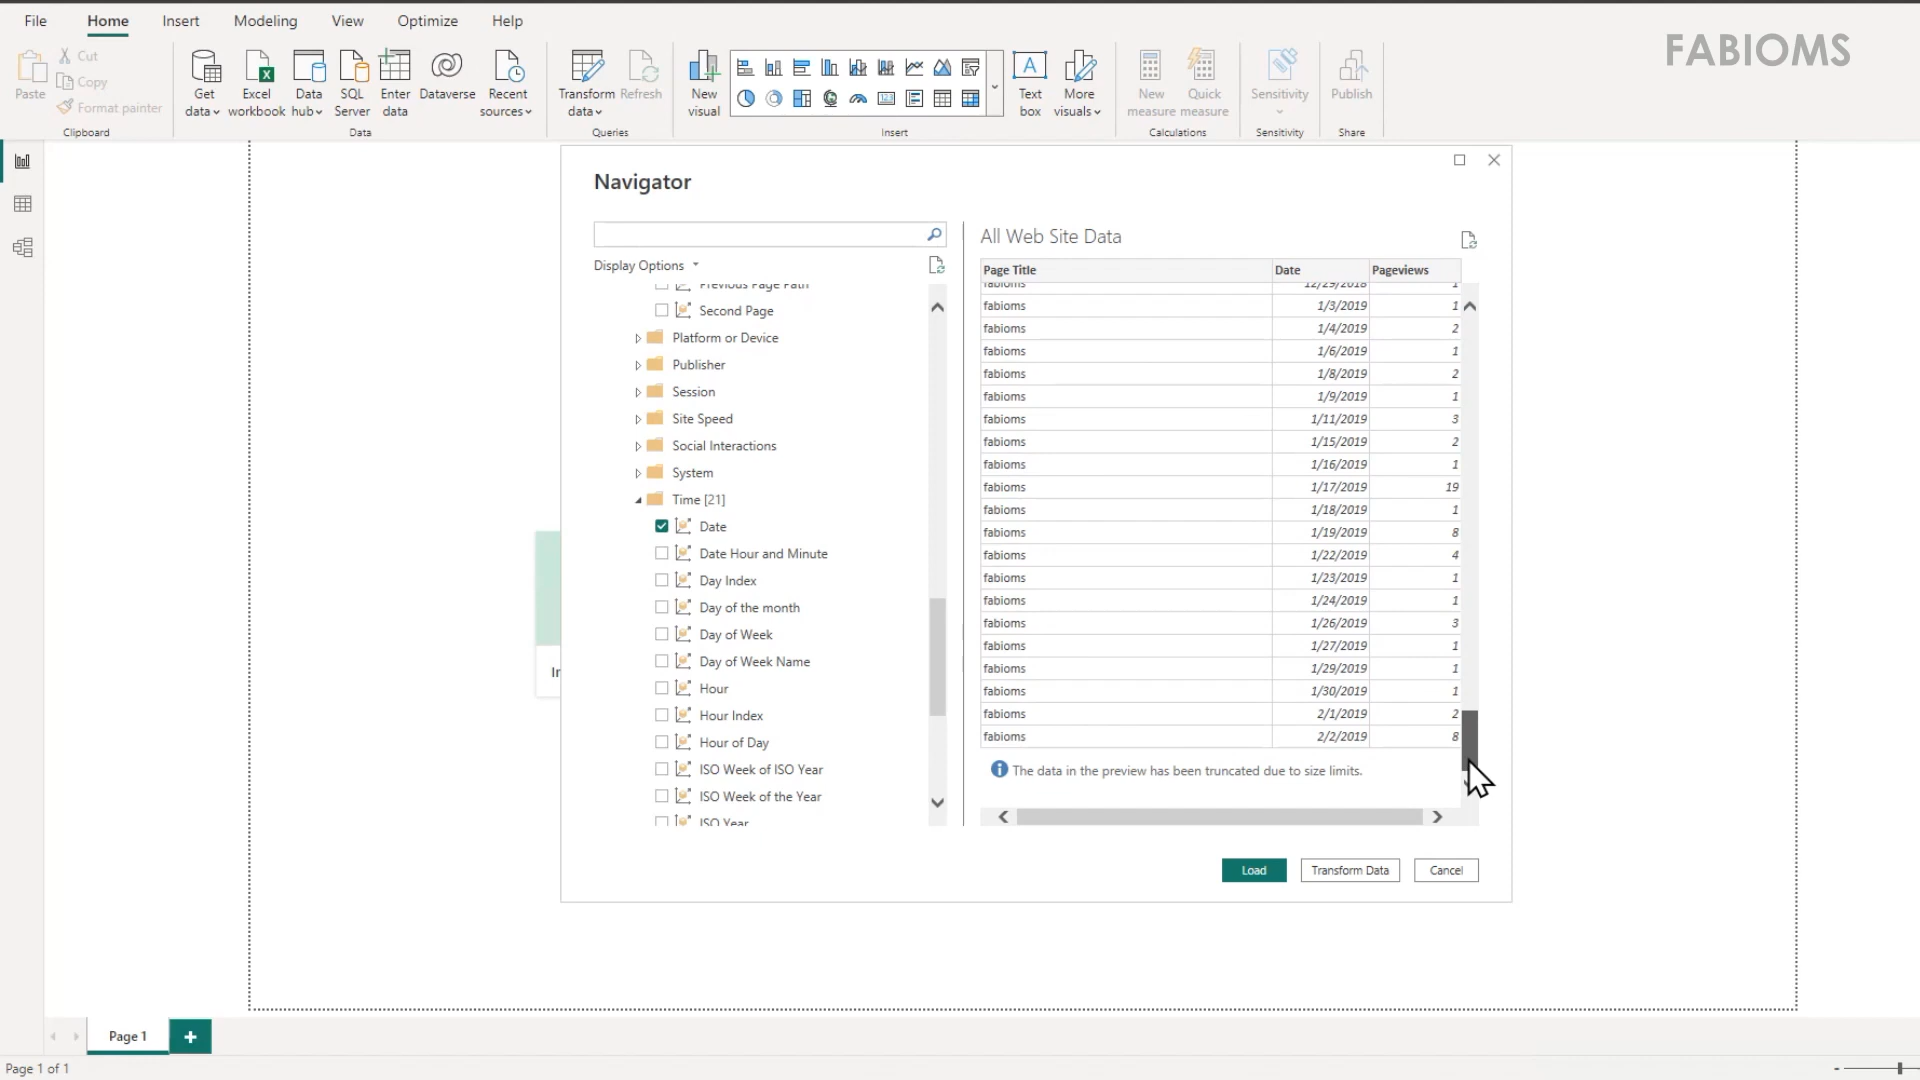 File Home Insert Modeling View Optimize Help
FABIOMS
Paste
Cut
Copy
Format painter
Clipboard
Get data
Excel workbook
Data hub
SQL Server
Enter data
Dataverse
Recent sources
Data
Transform data
Refresh
Queries
New visual
Text box
More visuals
Insert
New measure
Quick measure
Calculations
Sensitivity
Sensitivity
Publish
Share
Navigator
Display Options
Previous Page Path
Second Page
Platform or Device
Publisher
Session
Site Speed
Social Interactions
System
Time [21]
Date
Date Hour and Minute
Day Index
Day of the month
Day of Week
Day of Week Name
Hour
Hour Index
Hour of Day
ISO Week of ISO Year
ISO Week of the Year
ISO Year
All Web Site Data
Page Title Date Pageviews
fabioms 12/29/2018 1
fabioms 1/3/2019 1
fabioms 1/4/2019 2
fabioms 1/6/2019 1
fabioms 1/8/2019 2
fabioms 1/9/2019 1
fabioms 1/11/2019 3
fabioms 1/15/2019 2
fabioms 1/16/2019 1
fabioms 1/17/2019 19
fabioms 1/18/2019 1
fabioms 1/19/2019 8
fabioms 1/22/2019 4
fabioms 1/23/2019 1
fabioms 1/24/2019 1
fabioms 1/26/2019 3
fabioms 1/27/2019 1
fabioms 1/29/2019 1
fabioms 1/30/2019 1
fabioms 2/1/2019 2
fabioms 2/2/2019 8
The data in the preview has been truncated due to size limits.
Load Transform Data Cancel
Page 1
Page 1 of 1